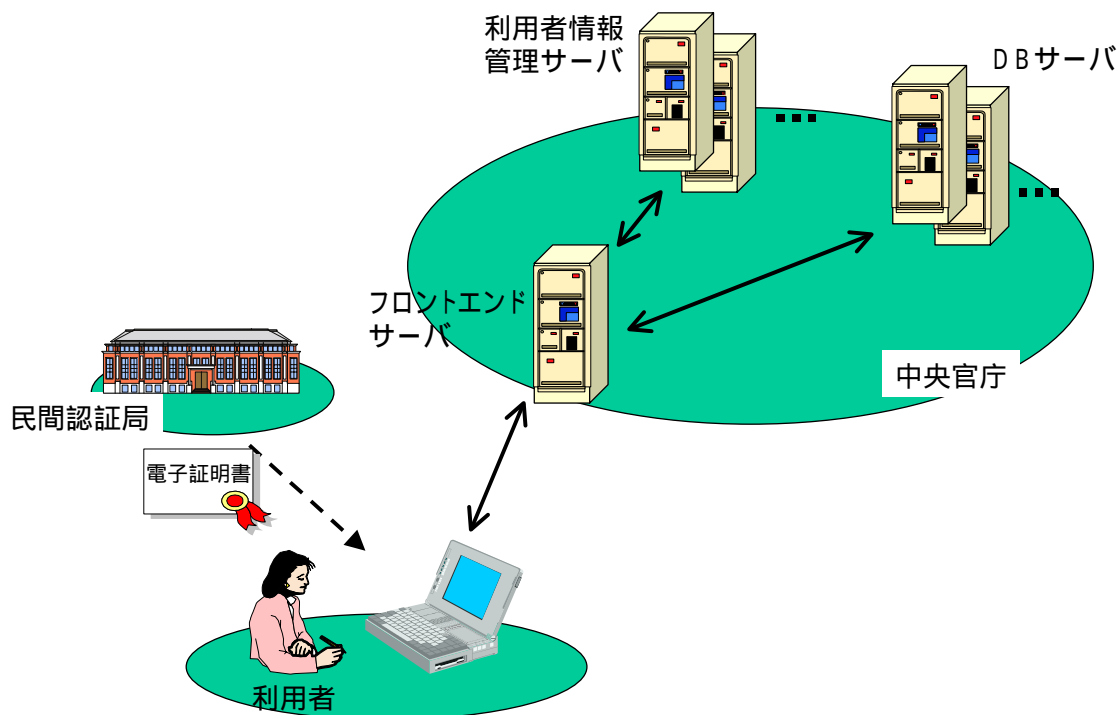 利用者情報
管理サーバ
ＤＢサーバ
フロントエンド
サーバ
中央官庁
民間認証局
電子証明書
利用者